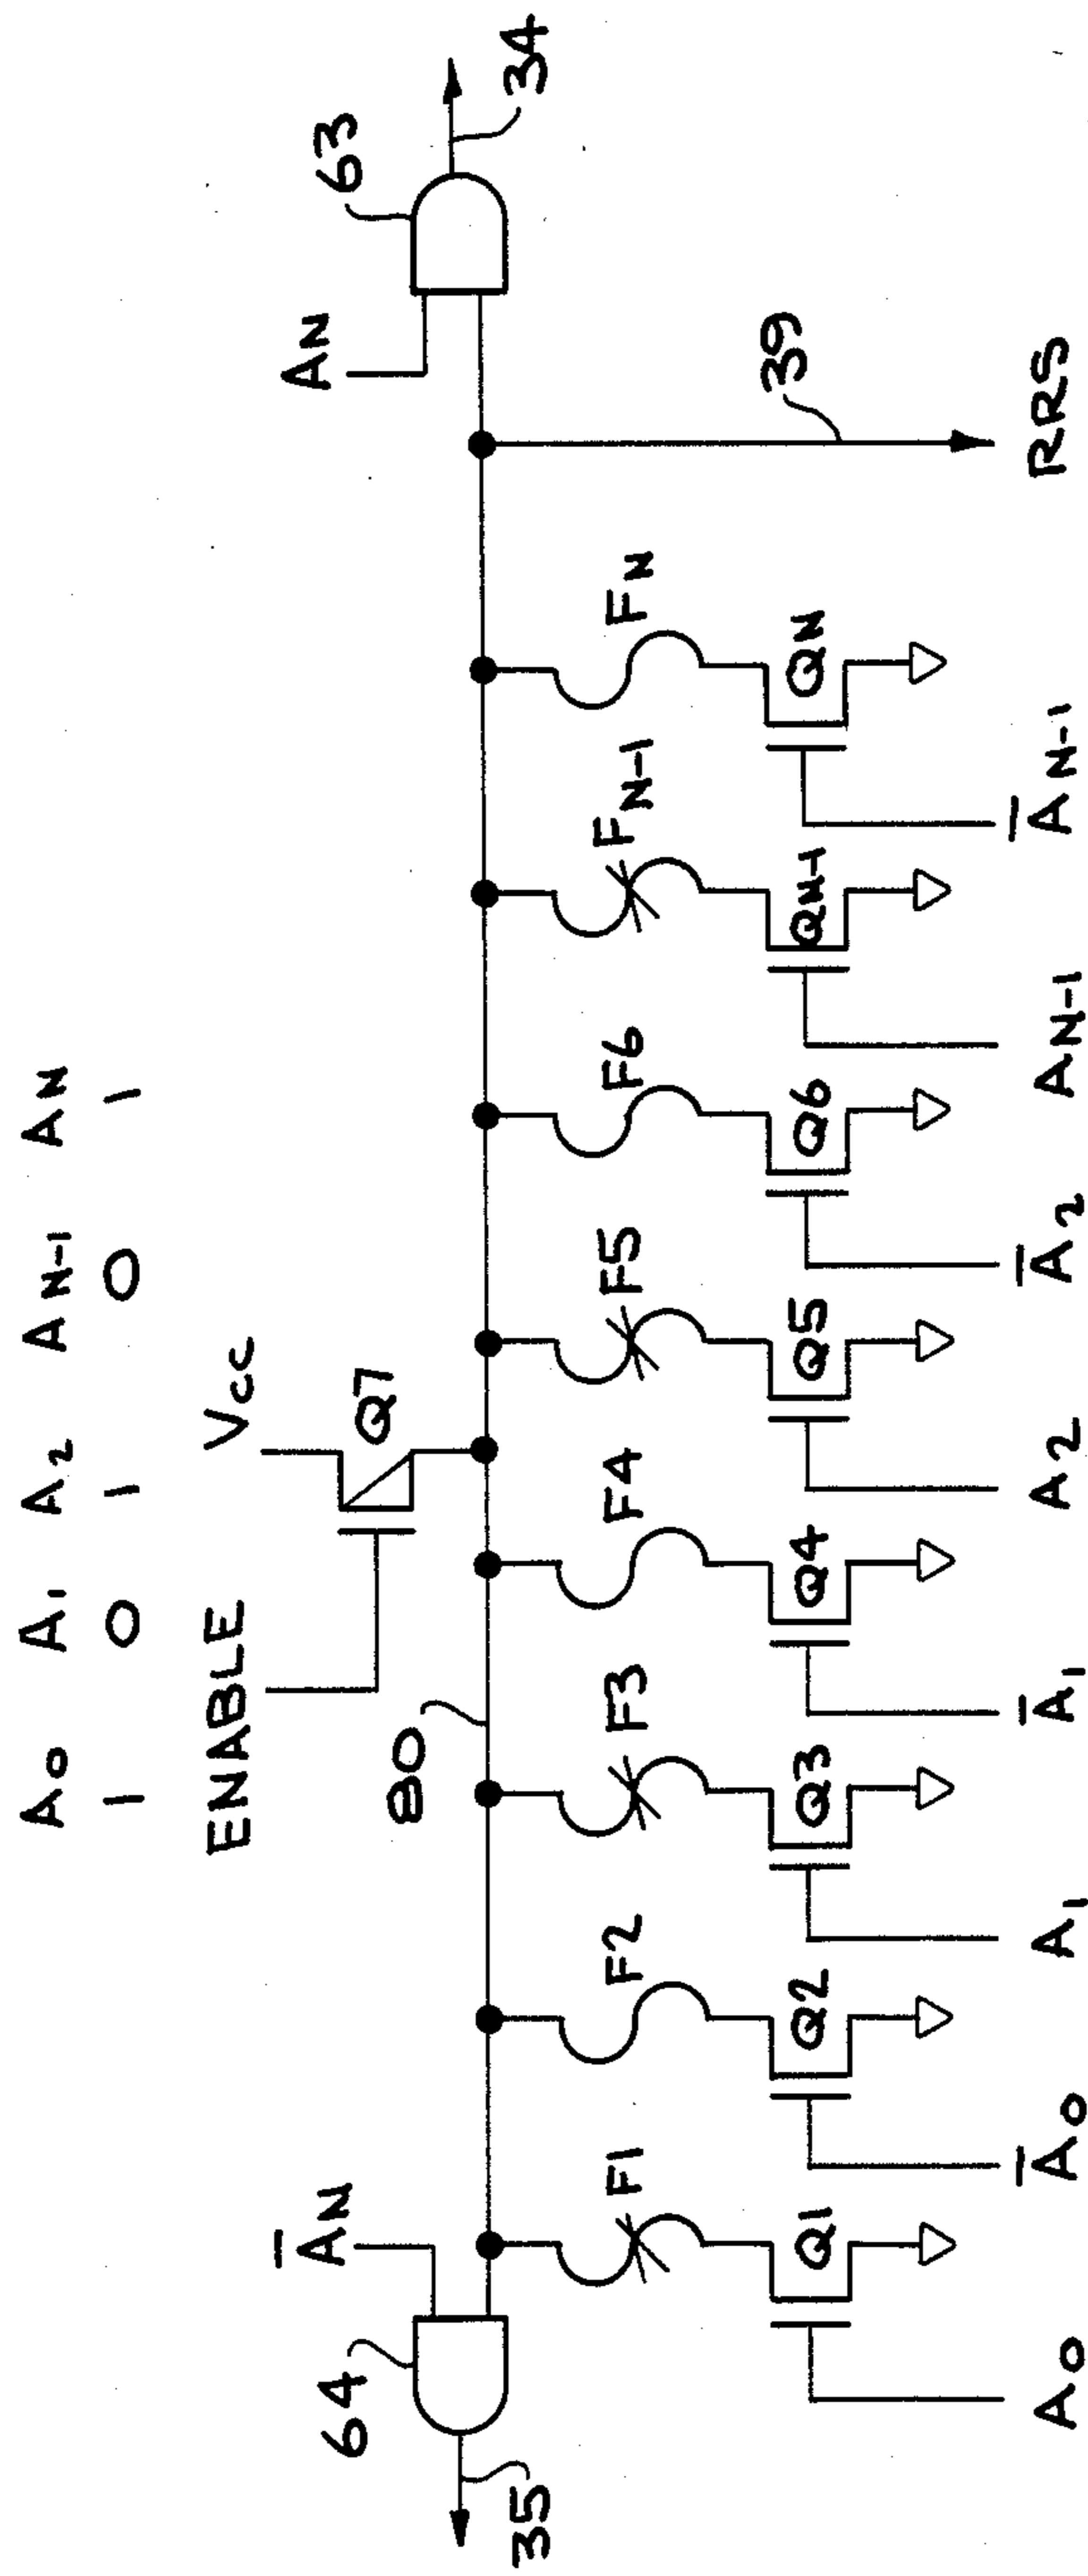 A0 A1 A2 AN-1 AN
1 0 1 0 1
ENABLE VCC
Q7
80
ĀN AN
64 63
35 34
F1 F2 F3 F4 F5 F6 FN-1 FN
39
Q1 Q2 Q3 Q4 Q5 Q6 QN-1 QN
A0 Ā0 A1 Ā1 A2 Ā2 AN-1 ĀN-1 RRS